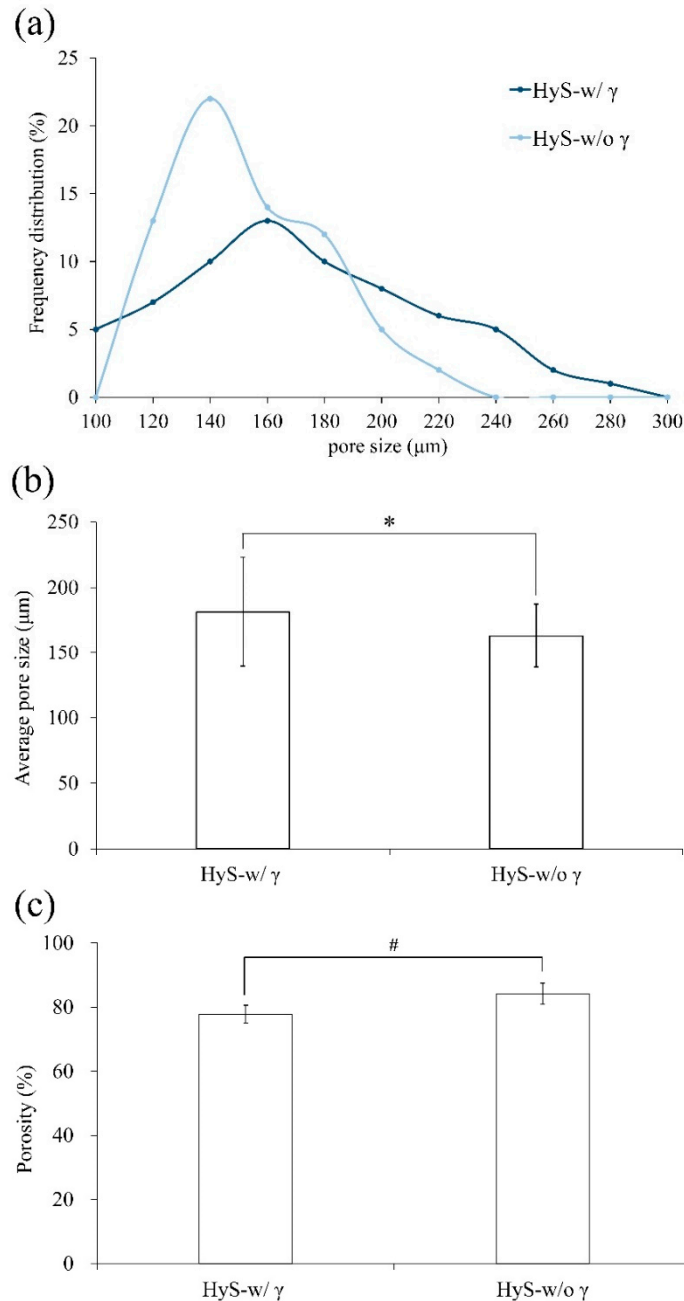 (a)
25
20
15
10
5
0
Frequency distribution (%)
HyS-w/ γ
HyS-w/o γ
100 120 140 160 180 200 220 240 260 280 300
pore size (μm)
(b)
250
200
150
100
50
0
Average pore size (μm)
*
HyS-w/ γ HyS-w/o γ
(c)
100
80
60
40
20
0
Porosity (%)
#
HyS-w/ γ HyS-w/o γ